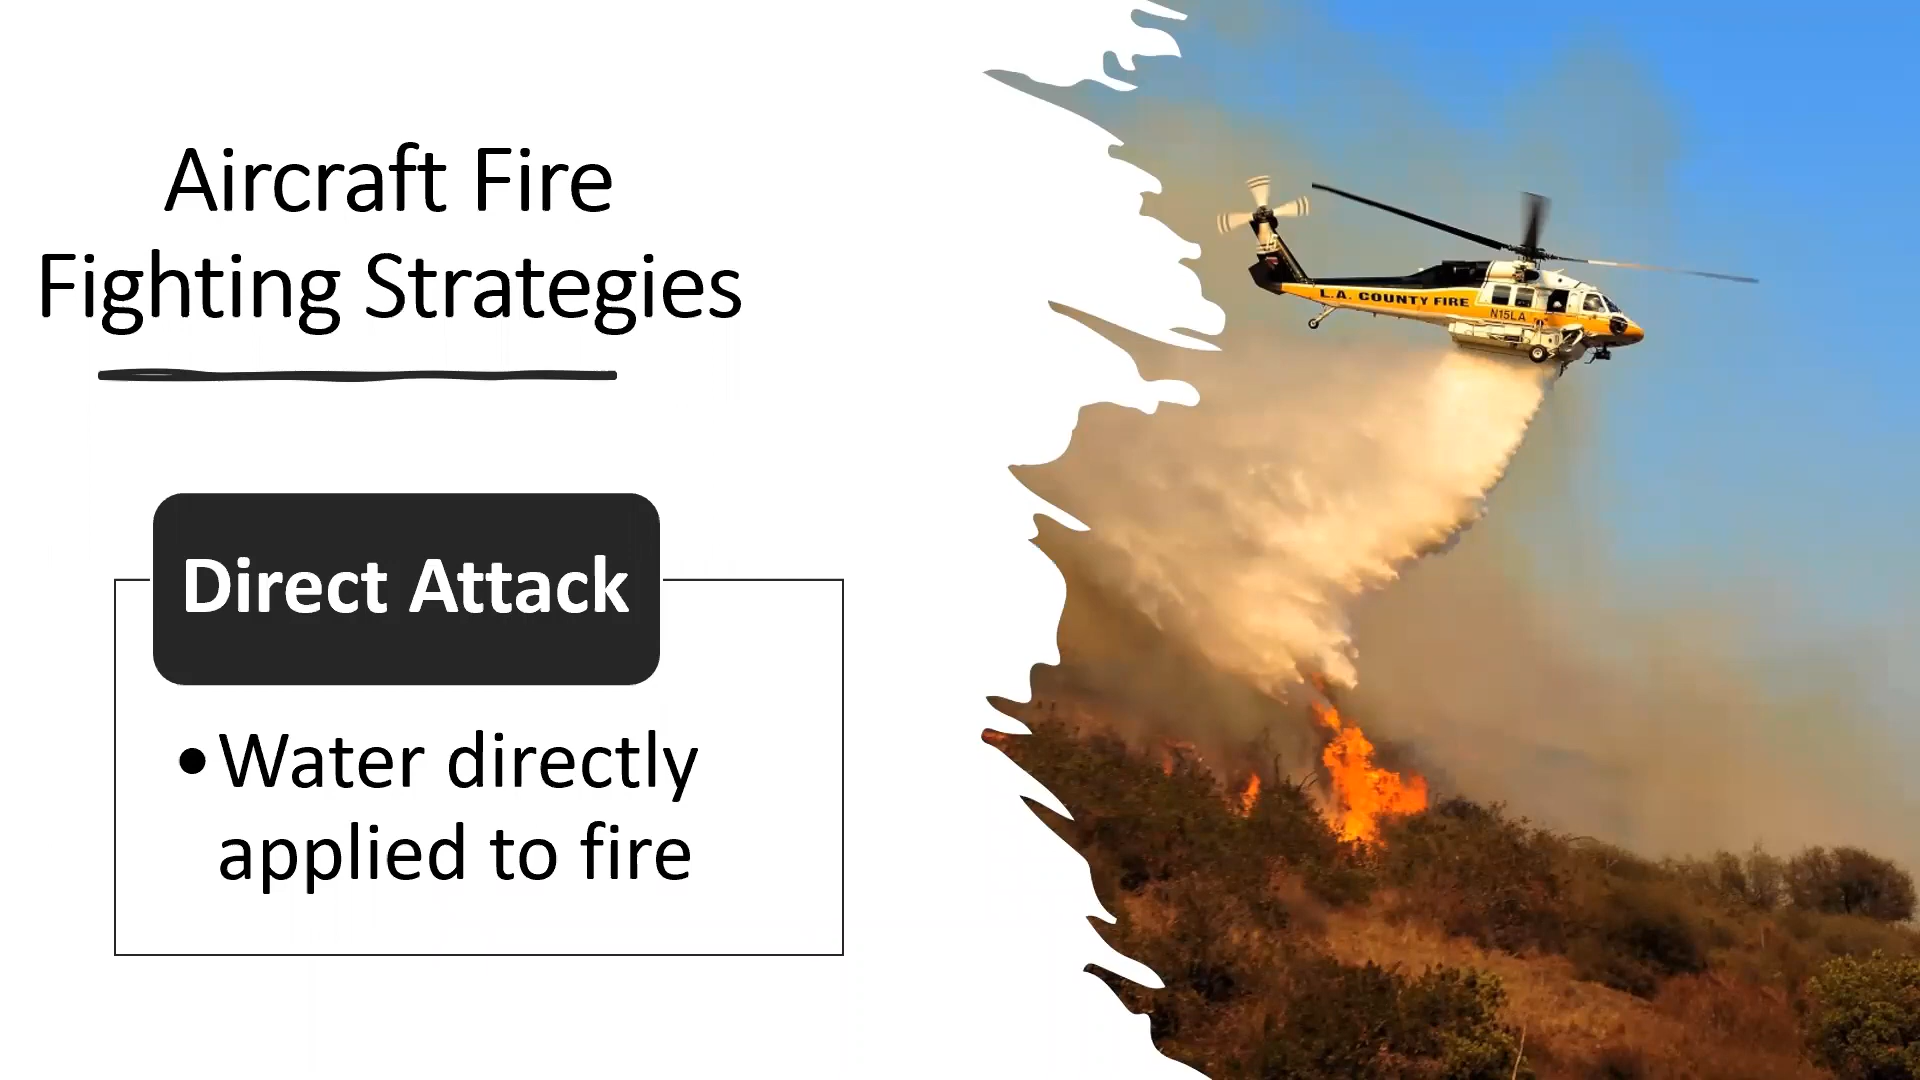 Aircraft Fire
Fighting Strategies
Direct Attack
•Water directly
applied to fire
L.A. COUNTY FIRE
N15LA